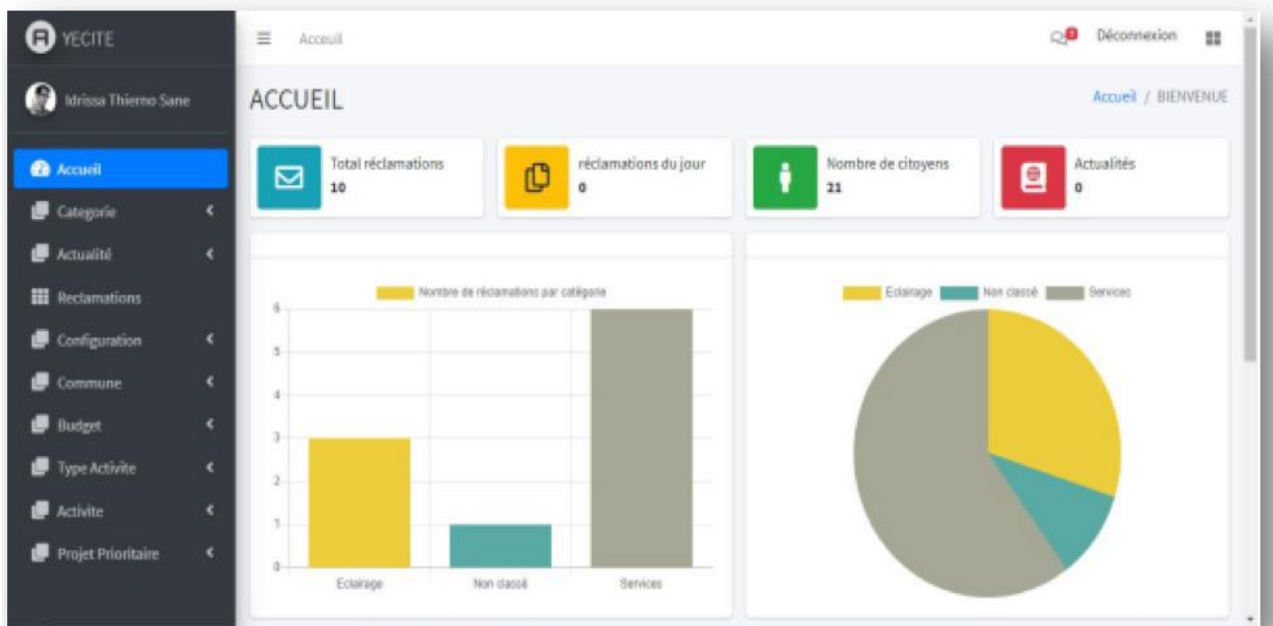 YECITE
Acceuil
Déconnexion
Idrissa Thierno Sane
ACCUEIL
Accueil / BIENVENUE
Accueil
Categorie
Actualité
Reclamations
Configuration
Commune
Budget
Type Activite
Activite
Projet Prioritaire
Total réclamations
10
réclamations du jour
0
Nombre de citoyens
21
Actualités
0
Nombre de réclamations par catégorie
6
5
4
3
2
1
0
Eclairage
Non classé
Services
Eclairage Non classé Services